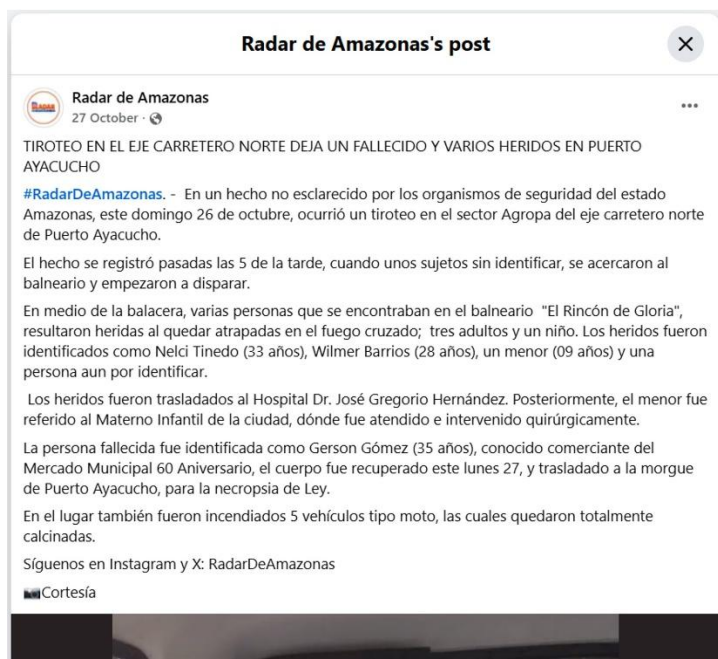 Radar de Amazonas's post
Radar de Amazonas
27 October ·
TIROTEO EN EL EJE CARRETERO NORTE DEJA UN FALLECIDO Y VARIOS HERIDOS EN PUERTO
AYACUCHO
#RadarDeAmazonas. - En un hecho no esclarecido por los organismos de seguridad del estado
Amazonas, este domingo 26 de octubre, ocurrió un tiroteo en el sector Agropa del eje carretero norte
de Puerto Ayacucho.
El hecho se registró pasadas las 5 de la tarde, cuando unos sujetos sin identificar, se acercaron al
balneario y empezaron a disparar.
En medio de la balacera, varias personas que se encontraban en el balneario "El Rincón de Gloria",
resultaron heridas al quedar atrapadas en el fuego cruzado; tres adultos y un niño. Los heridos fueron
identificados como Nelci Tinedo (33 años), Wilmer Barrios (28 años), un menor (09 años) y una
persona aun por identificar.
Los heridos fueron trasladados al Hospital Dr. José Gregorio Hernández. Posteriormente, el menor fue
referido al Materno Infantil de la ciudad, dónde fue atendido e intervenido quirúrgicamente.
La persona fallecida fue identificada como Gerson Gómez (35 años), conocido comerciante del
Mercado Municipal 60 Aniversario, el cuerpo fue recuperado este lunes 27, y trasladado a la morgue
de Puerto Ayacucho, para la necropsia de Ley.
En el lugar también fueron incendiados 5 vehículos tipo moto, las cuales quedaron totalmente
calcinadas.
Síguenos en Instagram y X: RadarDeAmazonas
📷Cortesía